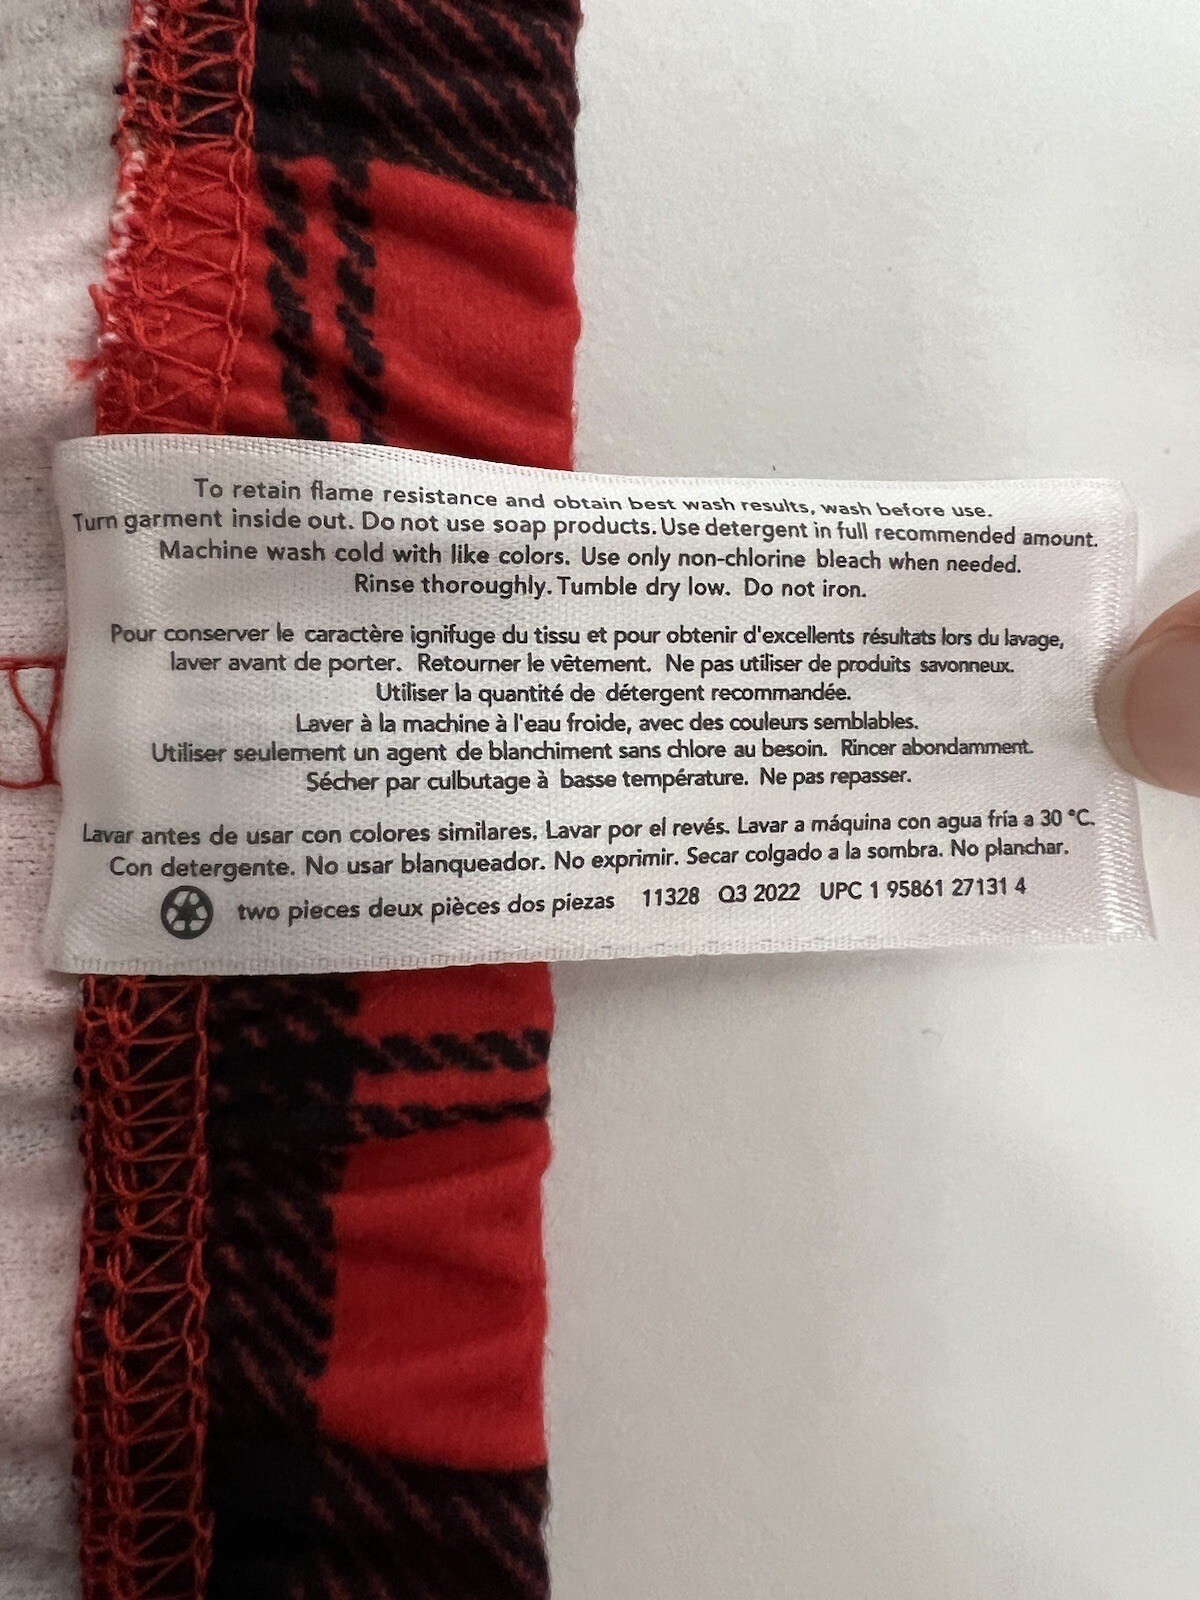 To retain flame resistance and obtain best wash results, wash before use.
Turn garment inside out. Do not use soap products. Use detergent in full recommended amount.
Machine wash cold with like colors. Use only non-chlorine bleach when needed.
Rinse thoroughly. Tumble dry low. Do not iron.
Pour conserver le caractère ignifuge du tissu et pour obtenir d'excellents résultats lors du lavage,
laver avant de porter. Retourner le vêtement. Ne pas utiliser de produits savonneux.
Utiliser la quantité de détergent recommandée.
Laver à la machine à l'eau froide, avec des couleurs semblables.
Utiliser seulement un agent de blanchiment sans chlore au besoin. Rincer abondamment.
Sécher par culbutage à basse température. Ne pas repasser.
Lavar antes de usar con colores similares. Lavar por el revés. Lavar a máquina con agua fría a 30 °C.
Con detergente. No usar blanqueador. No exprimir. Secar colgado a la sombra. No planchar.
two pieces deux pièces dos piezas 11328 Q3 2022 UPC 1 95861 27131 4